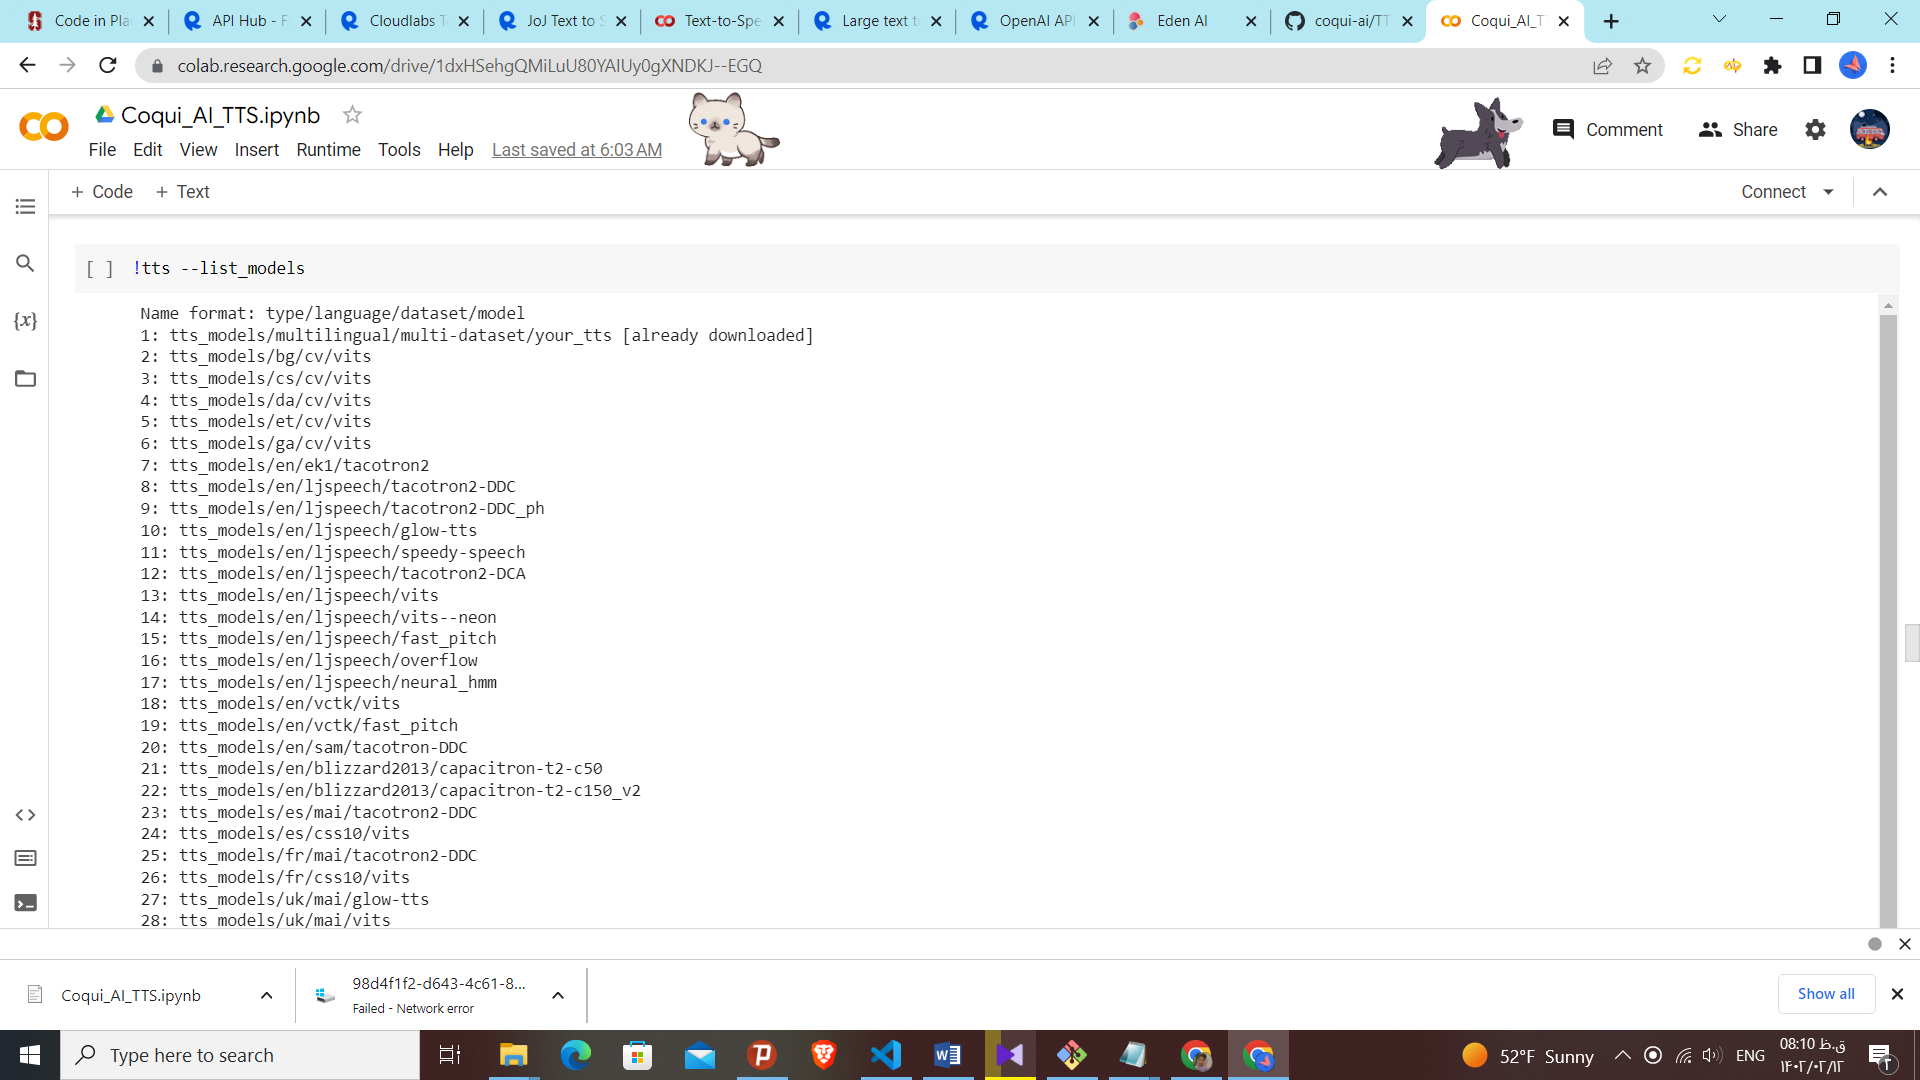 Code in Pla
API Hub - F
Cloudlabs T
JoJ Text to S
Text-to-Spe
Large text to
OpenAI API
Eden AI
coqui-ai/TT
Coqui_AI_T
colab.research.google.com/drive/1dxHSehgQMiLuU80YAIUy0gXNDKJ--EGQ
Coqui_AI_TTS.ipynb
File Edit View Insert Runtime Tools Help Last saved at 6:03 AM
Comment
Share
+ Code + Text
Connect
[ ] !tts --list_models
{x}
Name format: type/language/dataset/model
1: tts_models/multilingual/multi-dataset/your_tts [already downloaded]
2: tts_models/bg/cv/vits
3: tts_models/cs/cv/vits
4: tts_models/da/cv/vits
5: tts_models/et/cv/vits
6: tts_models/ga/cv/vits
7: tts_models/en/ek1/tacotron2
8: tts_models/en/ljspeech/tacotron2-DDC
9: tts_models/en/ljspeech/tacotron2-DDC_ph
10: tts_models/en/ljspeech/glow-tts
11: tts_models/en/ljspeech/speedy-speech
12: tts_models/en/ljspeech/tacotron2-DCA
13: tts_models/en/ljspeech/vits
14: tts_models/en/ljspeech/vits--neon
15: tts_models/en/ljspeech/fast_pitch
16: tts_models/en/ljspeech/overflow
17: tts_models/en/ljspeech/neural_hmm
18: tts_models/en/vctk/vits
19: tts_models/en/vctk/fast_pitch
20: tts_models/en/sam/tacotron-DDC
21: tts_models/en/blizzard2013/capacitron-t2-c50
22: tts_models/en/blizzard2013/capacitron-t2-c150_v2
23: tts_models/es/mai/tacotron2-DDC
24: tts_models/es/css10/vits
25: tts_models/fr/mai/tacotron2-DDC
26: tts_models/fr/css10/vits
27: tts_models/uk/mai/glow-tts
28: tts_models/uk/mai/vits
Coqui_AI_TTS.ipynb
98d4f1f2-d643-4c61-8...
Failed - Network error
Show all
Type here to search
52°F Sunny
ENG
08:10 ق.ظ
۱۴۰۲/۰۲/۱۲
۲